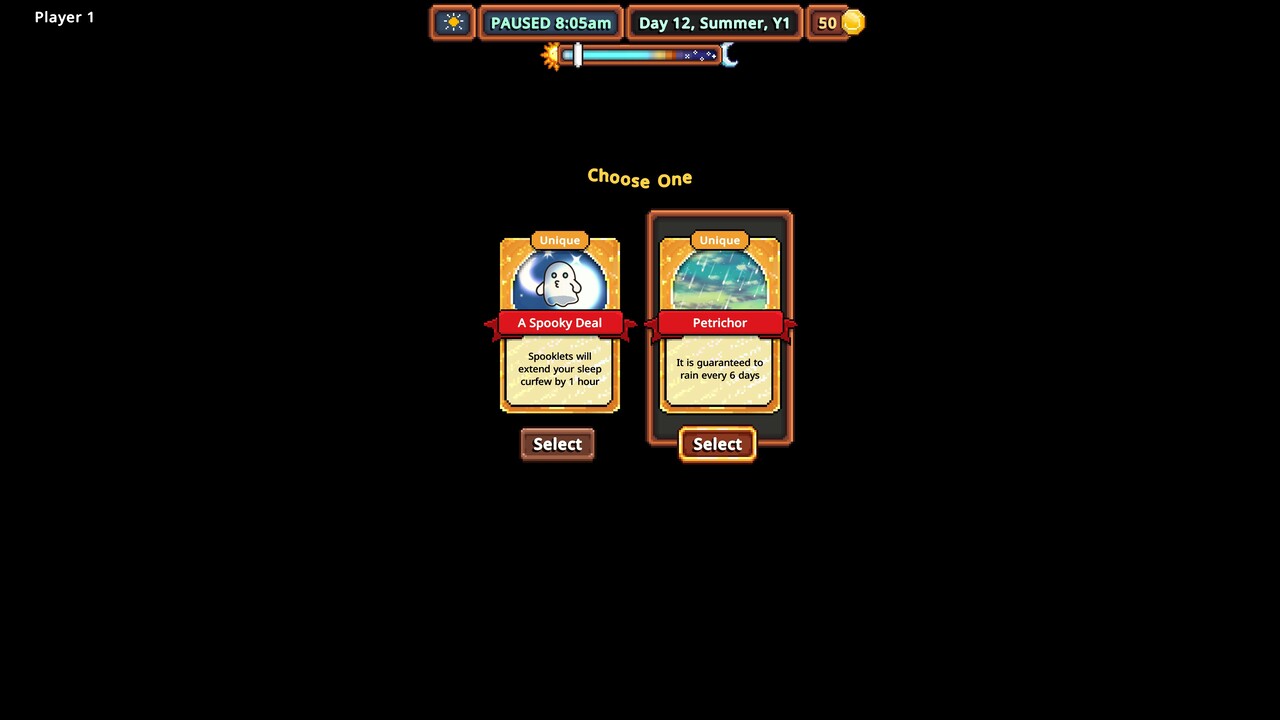 Player 1
PAUSED 8:05am
Day 12, Summer, Y1
50
Choose One
Unique
A Spooky Deal
Spooklets will
extend your sleep
curfew by 1 hour
Select
Unique
Petrichor
It is guaranteed to
rain every 6 days
Select